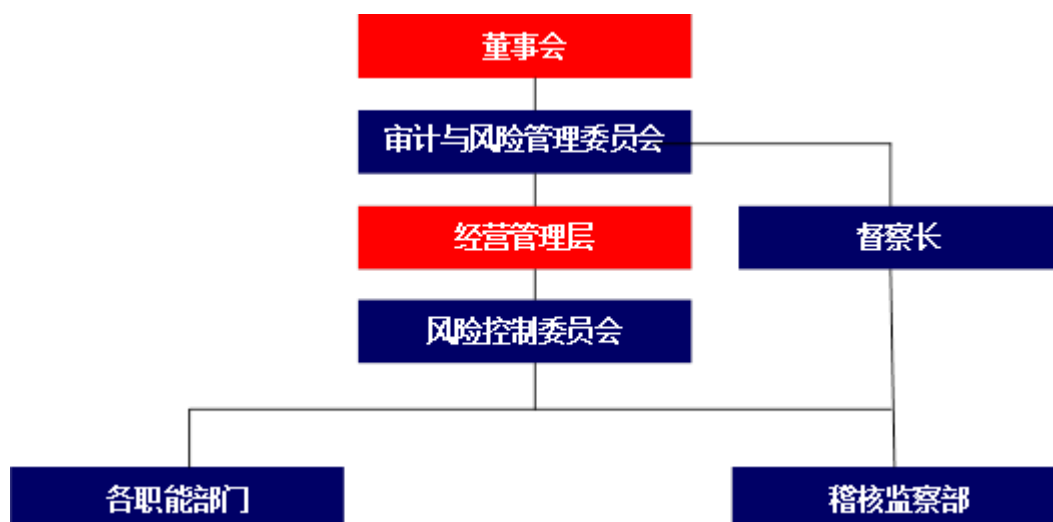 董事会
审计与风险管理委员会
经营管理层
督察长
风险控制委员会
各职能部门
稽核监察部